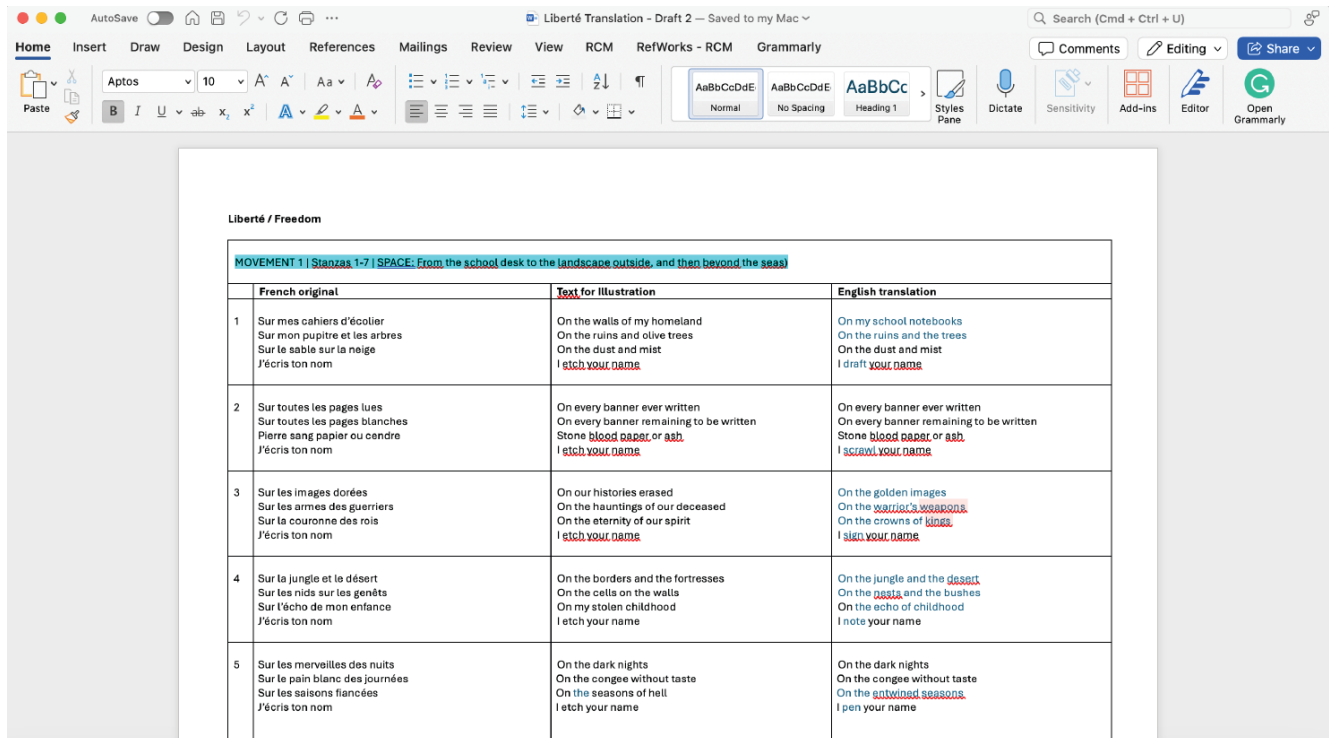 AutoSave
Liberté Translation - Draft 2 — Saved to my Mac
Search (Cmd + Ctrl + U)
Home Insert Draw Design Layout References Mailings Review View RCM RefWorks - RCM Grammarly
Comments Editing Share
Paste
Aptos 10
AaBbCcDdE AaBbCcDdE AaBbCc
Normal No Spacing Heading 1
Styles Pane
Dictate
Sensitivity
Add-ins
Editor
Open Grammarly
Liberté / Freedom
MOVEMENT 1 | Stanzas 1-7 | SPACE: From the school desk to the landscape outside, and then beyond the seas)
French original Text for Illustration English translation
1
Sur mes cahiers d'écolier
Sur mon pupitre et les arbres
Sur le sable sur la neige
J'écris ton nom
On the walls of my homeland
On the ruins and olive trees
On the dust and mist
I etch your name
On my school notebooks
On the ruins and the trees
On the dust and mist
I draft your name
2
Sur toutes les pages lues
Sur toutes les pages blanches
Pierre sang papier ou cendre
J'écris ton nom
On every banner ever written
On every banner remaining to be written
Stone blood paper or ash
I etch your name
On every banner ever written
On every banner remaining to be written
Stone blood paper or ash
I scrawl your name
3
Sur les images dorées
Sur les armes des guerriers
Sur la couronne des rois
J'écris ton nom
On our histories erased
On the hauntings of our deceased
On the eternity of our spirit
I etch your name
On the golden images
On the warrior's weapons
On the crowns of kings
I sign your name
4
Sur la jungle et le désert
Sur les nids sur les genêts
Sur l'écho de mon enfance
J'écris ton nom
On the borders and the fortresses
On the cells on the walls
On my stolen childhood
I etch your name
On the jungle and the desert
On the nests and the bushes
On the echo of childhood
I note your name
5
Sur les merveilles des nuits
Sur le pain blanc des journées
Sur les saisons fiancées
J'écris ton nom
On the dark nights
On the congee without taste
On the seasons of hell
I etch your name
On the dark nights
On the congee without taste
On the entwined seasons
I pen your name